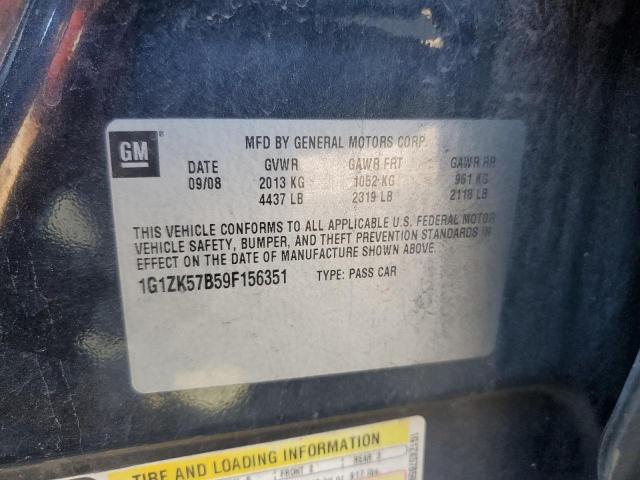 GM ®
MFD BY GENERAL MOTORS CORP.
DATE GVWR GAWR FRT GAWR RR
09/08 2013 KG 1052 KG 961 KG
4437 LB 2319 LB 2118 LB
THIS VEHICLE CONFORMS TO ALL APPLICABLE U.S. FEDERAL MOTOR
VEHICLE SAFETY, BUMPER, AND THEFT PREVENTION STANDARDS IN
EFFECT ON THE DATE OF MANUFACTURE SHOWN ABOVE.
1G1ZK57B59F156351 TYPE: PASS CAR
TIRE AND LOADING INFORMATION
FRONT REAR